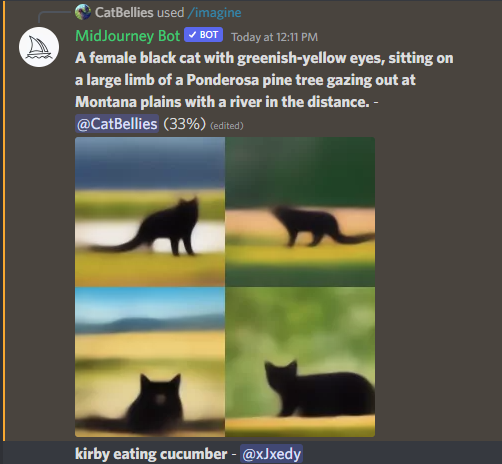 CatBellies used /imagine
MidJourney Bot ✓ BOT Today at 12:11 PM
A female black cat with greenish-yellow eyes, sitting on
a large limb of a Ponderosa pine tree gazing out at
Montana plains with a river in the distance. -
@CatBellies (33%) (edited)
kirby eating cucumber - @xJxedy